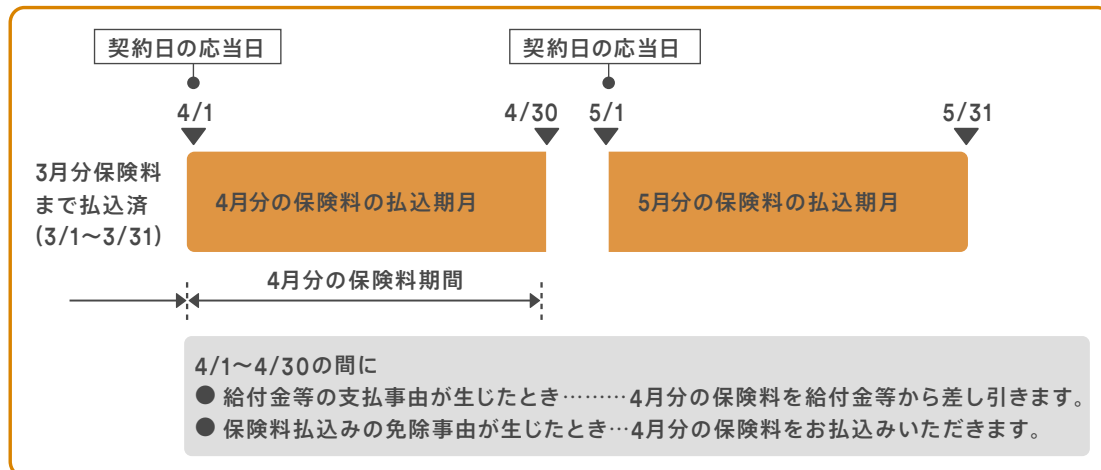 契約日の応当日
契約日の応当日
4/1
4/30
5/1
5/31
3月分保険料
まで払込済
(3/1〜3/31)
4月分の保険料の払込期月
5月分の保険料の払込期月
4月分の保険料期間
4/1〜4/30の間に
● 給付金等の支払事由が生じたとき………4月分の保険料を給付金等から差し引きます。
● 保険料払込みの免除事由が生じたとき…4月分の保険料をお払込みいただきます。